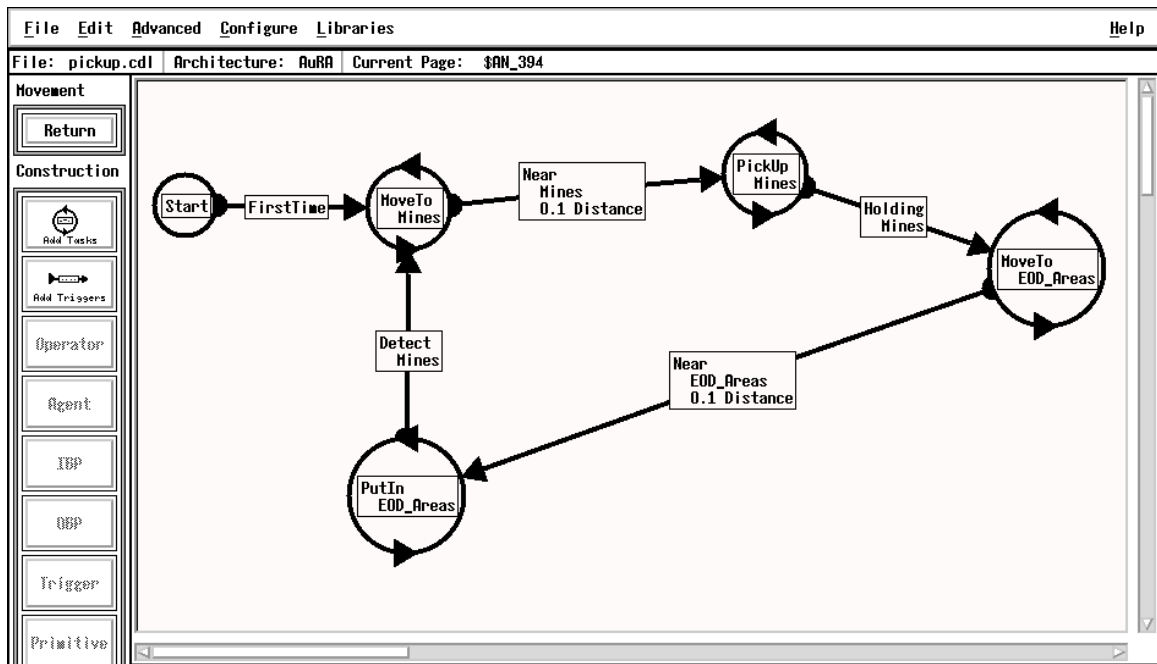 File Edit Advanced Configure Libraries Help
File: pickup.cdl Architecture: AuRA Current Page: $AN_394
Movement
Return
Construction
Add Tasks
Add Triggers
Operator
Agent
IBP
OBP
Trigger
Primitive
Start
FirstTime
MoveTo
Mines
Near
Mines
0.1 Distance
PickUp
Mines
Holding
Mines
MoveTo
EOD_Areas
Near
EOD_Areas
0.1 Distance
Detect
Mines
PutIn
EOD_Areas